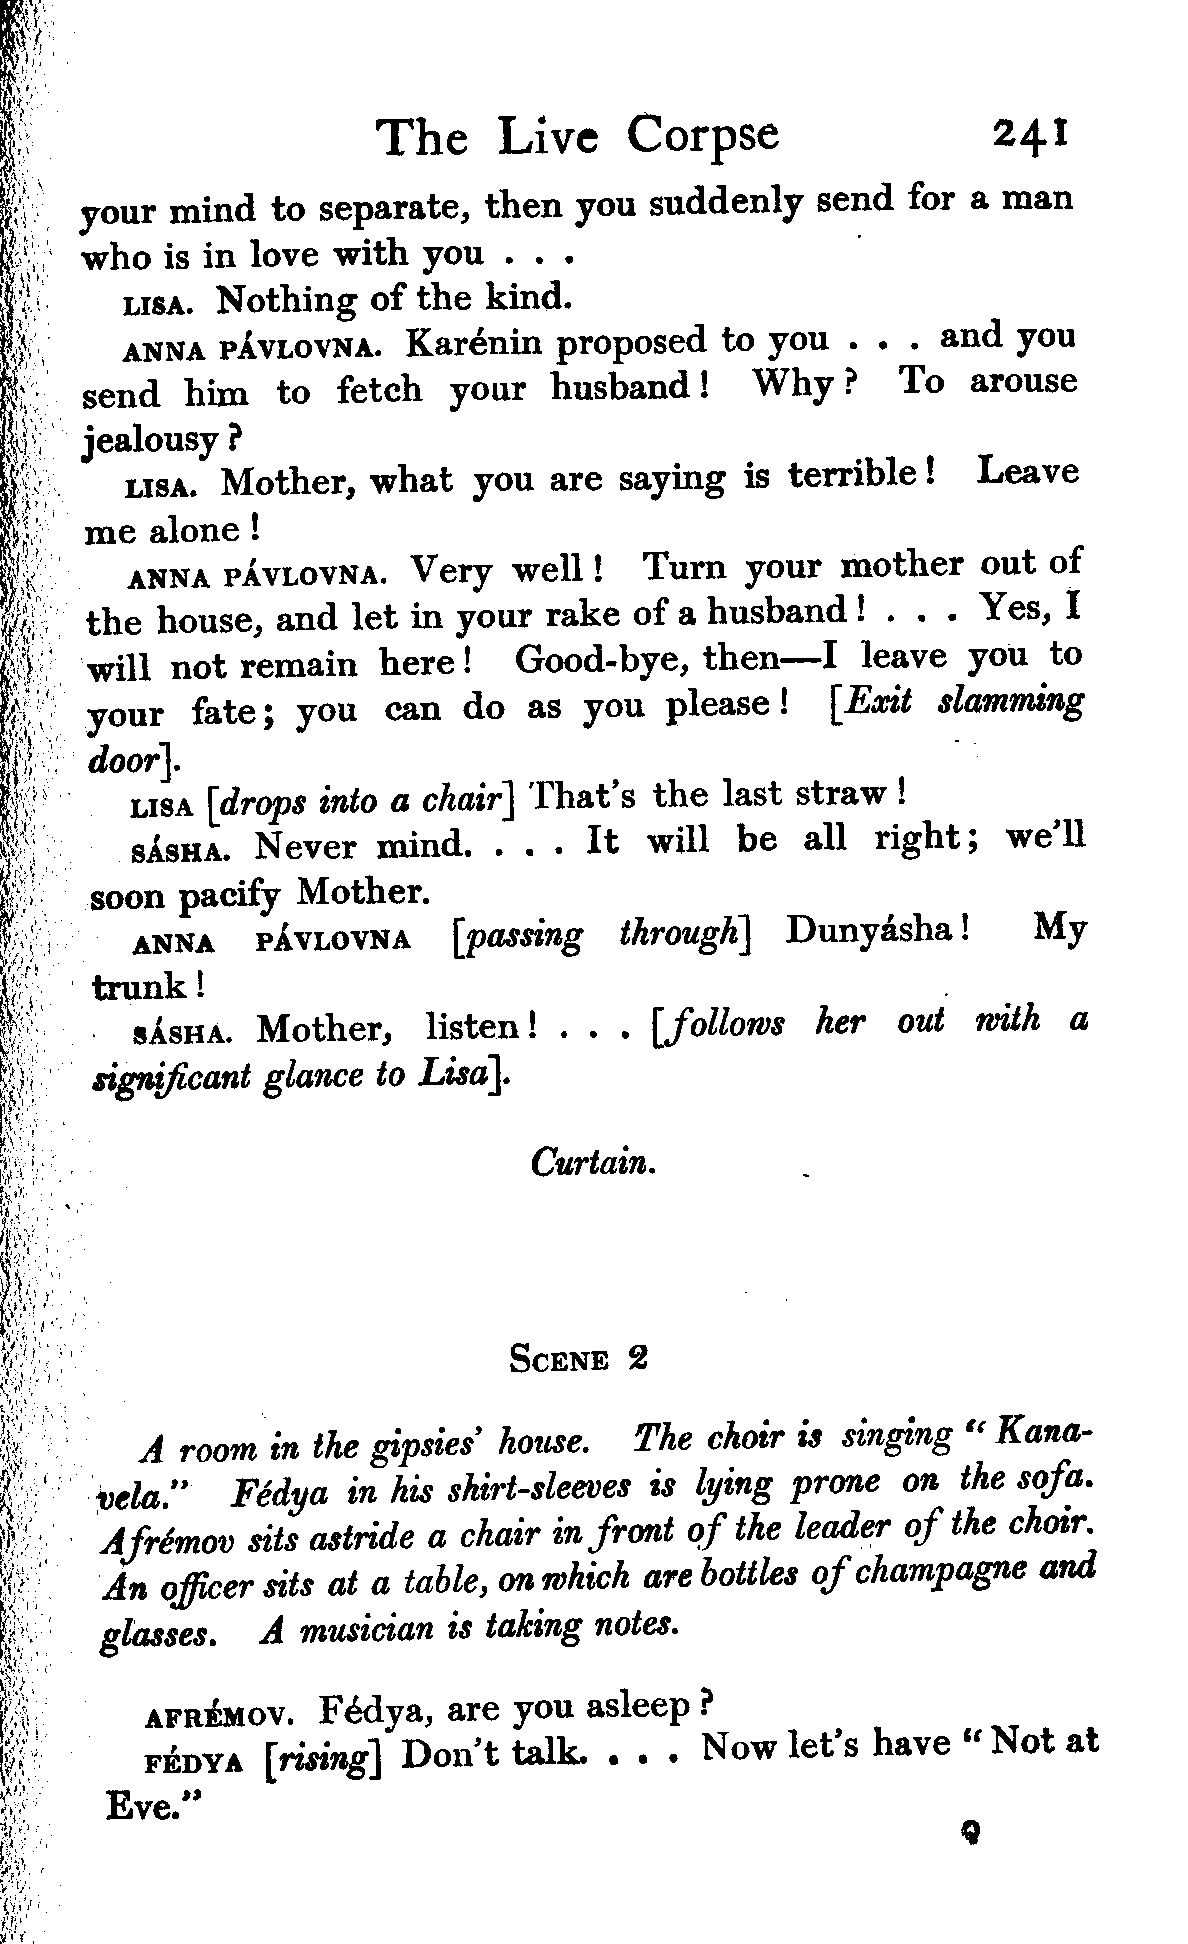 The Live Corpse 241
your mind to separate, then you suddenly send for a man
who is in love with you . . .
LISA. Nothing of the kind.
ANNA PÁVLOVNA. Karénin proposed to you . . . and you
send him to fetch your husband! Why? To arouse
jealousy?
LISA. Mother, what you are saying is terrible! Leave
me alone!
ANNA PÁVLOVNA. Very well! Turn your mother out of
the house, and let in your rake of a husband! . . . Yes, I
will not remain here! Good-bye, then—I leave you to
your fate; you can do as you please! [Exit slamming
door].
LISA [drops into a chair] That's the last straw!
SÁSHA. Never mind. . . . It will be all right; we'll
soon pacify Mother.
ANNA PÁVLOVNA [passing through] Dunyásha! My
trunk!
SÁSHA. Mother, listen! . . . [follows her out with a
significant glance to Lisa].
Curtain.
SCENE 2
A room in the gipsies' house. The choir is singing "Kana-
vela." Fédya in his shirt-sleeves is lying prone on the sofa.
Afrémov sits astride a chair in front of the leader of the choir.
An officer sits at a table, on which are bottles of champagne and
glasses. A musician is taking notes.
AFRÉMOV. Fédya, are you asleep?
FÉDYA [rising] Don't talk. . . . Now let's have "Not at
Eve."
Q